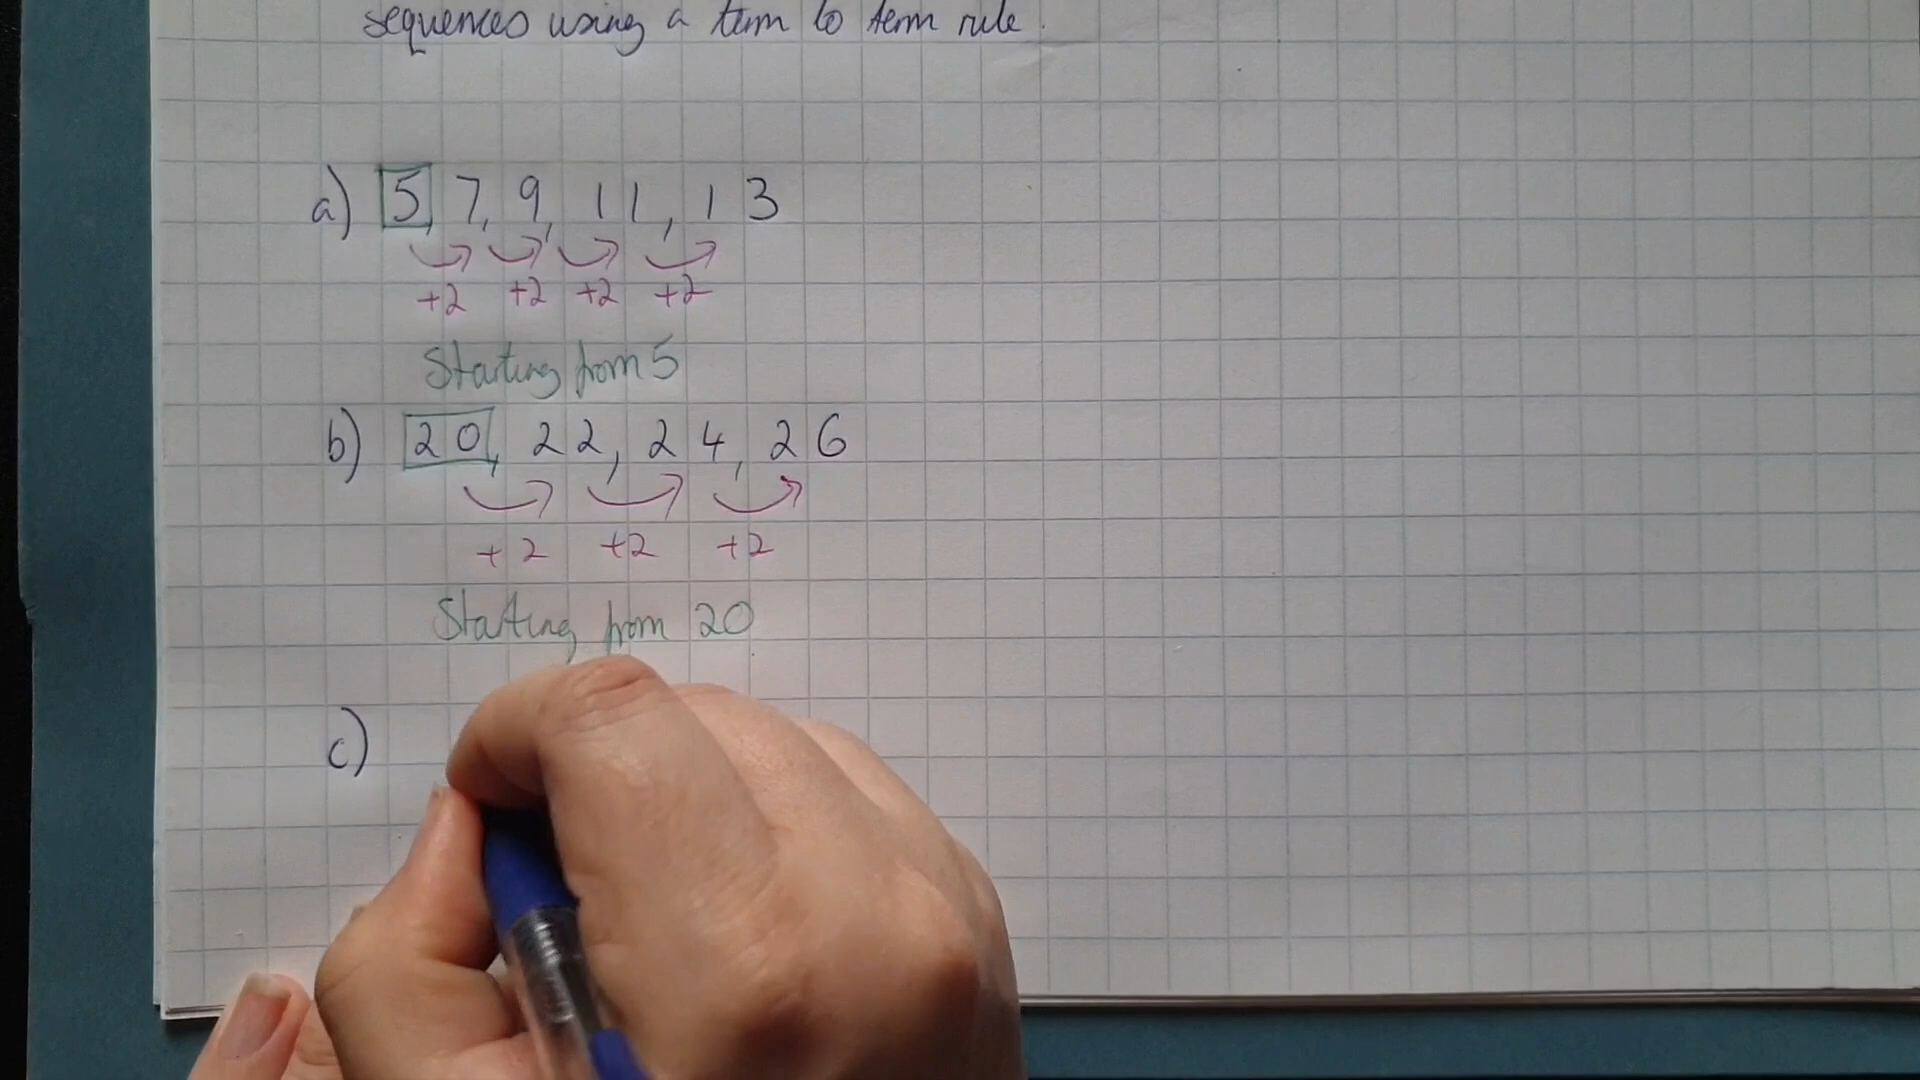 sequences using a term to term rule.
a) 5, 7, 9, 11, 13
+2 +2 +2 +2
Starting from 5
b) 20, 22, 24, 26
+2 +2 +2
Starting from 20
c)